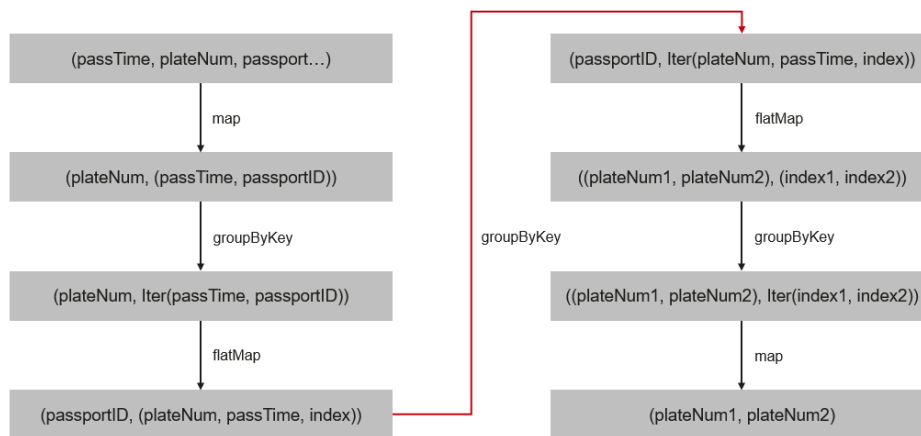 (passTime, plateNum, passport…)
map
(plateNum, (passTime, passportID))
groupByKey
(plateNum, Iter(passTime, passportID))
flatMap
(passportID, (plateNum, passTime, index))
groupByKey
(passportID, Iter(plateNum, passTime, index))
flatMap
((plateNum1, plateNum2), (index1, index2))
groupByKey
((plateNum1, plateNum2), Iter(index1, index2))
map
(plateNum1, plateNum2)